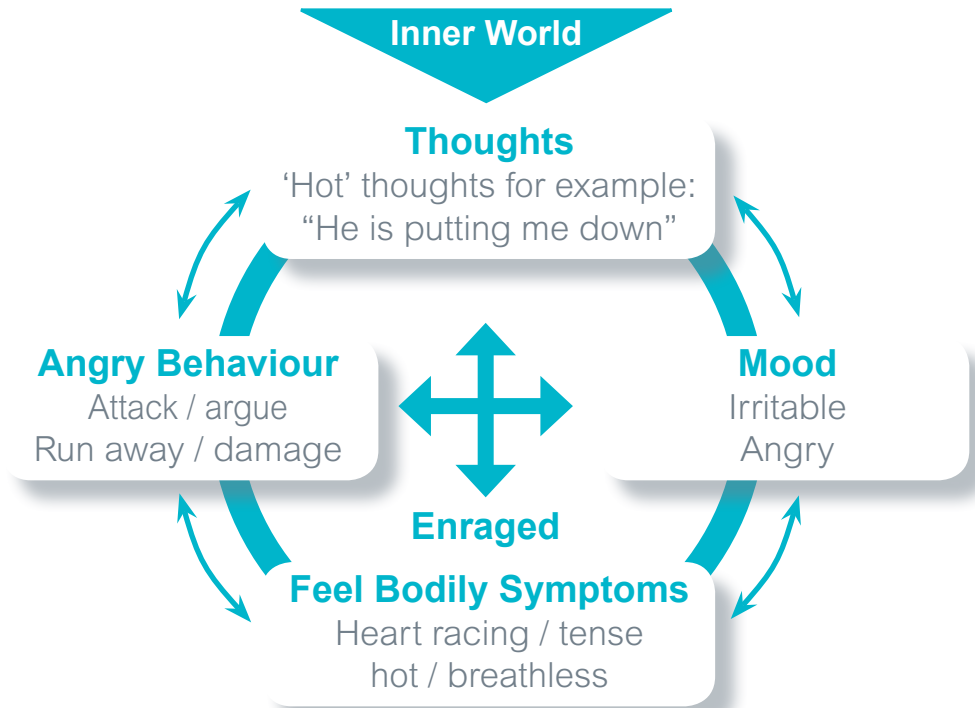 Inner World
Thoughts
‘Hot’ thoughts for example:
“He is putting me down”
Angry Behaviour
Attack / argue
Run away / damage
Mood
Irritable
Angry
Enraged
Feel Bodily Symptoms
Heart racing / tense
hot / breathless